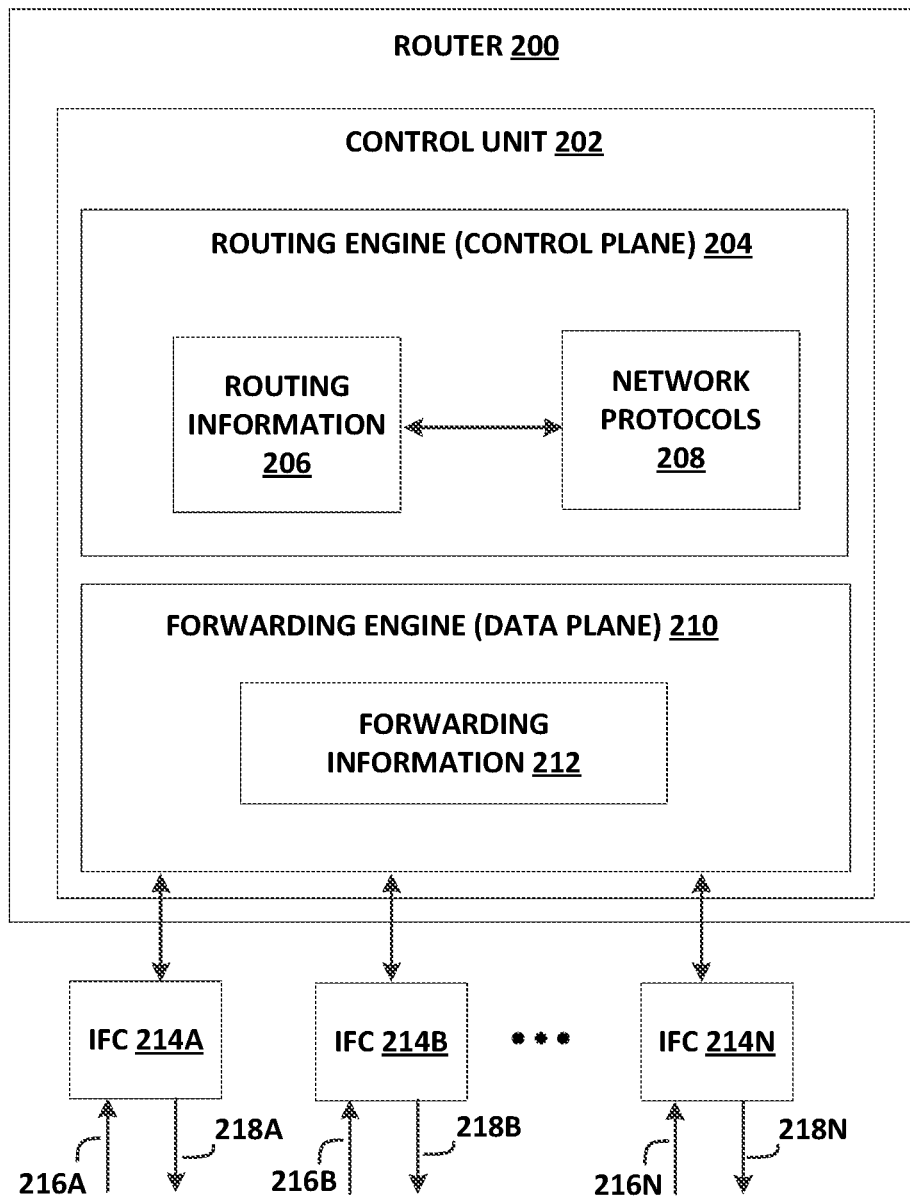 ROUTER 200
CONTROL UNIT 202
ROUTING ENGINE (CONTROL PLANE) 204
ROUTING
INFORMATION
206
NETWORK
PROTOCOLS
208
FORWARDING ENGINE (DATA PLANE) 210
FORWARDING
INFORMATION 212
IFC 214A
IFC 214B
IFC 214N
216A
218A
216B
218B
216N
218N